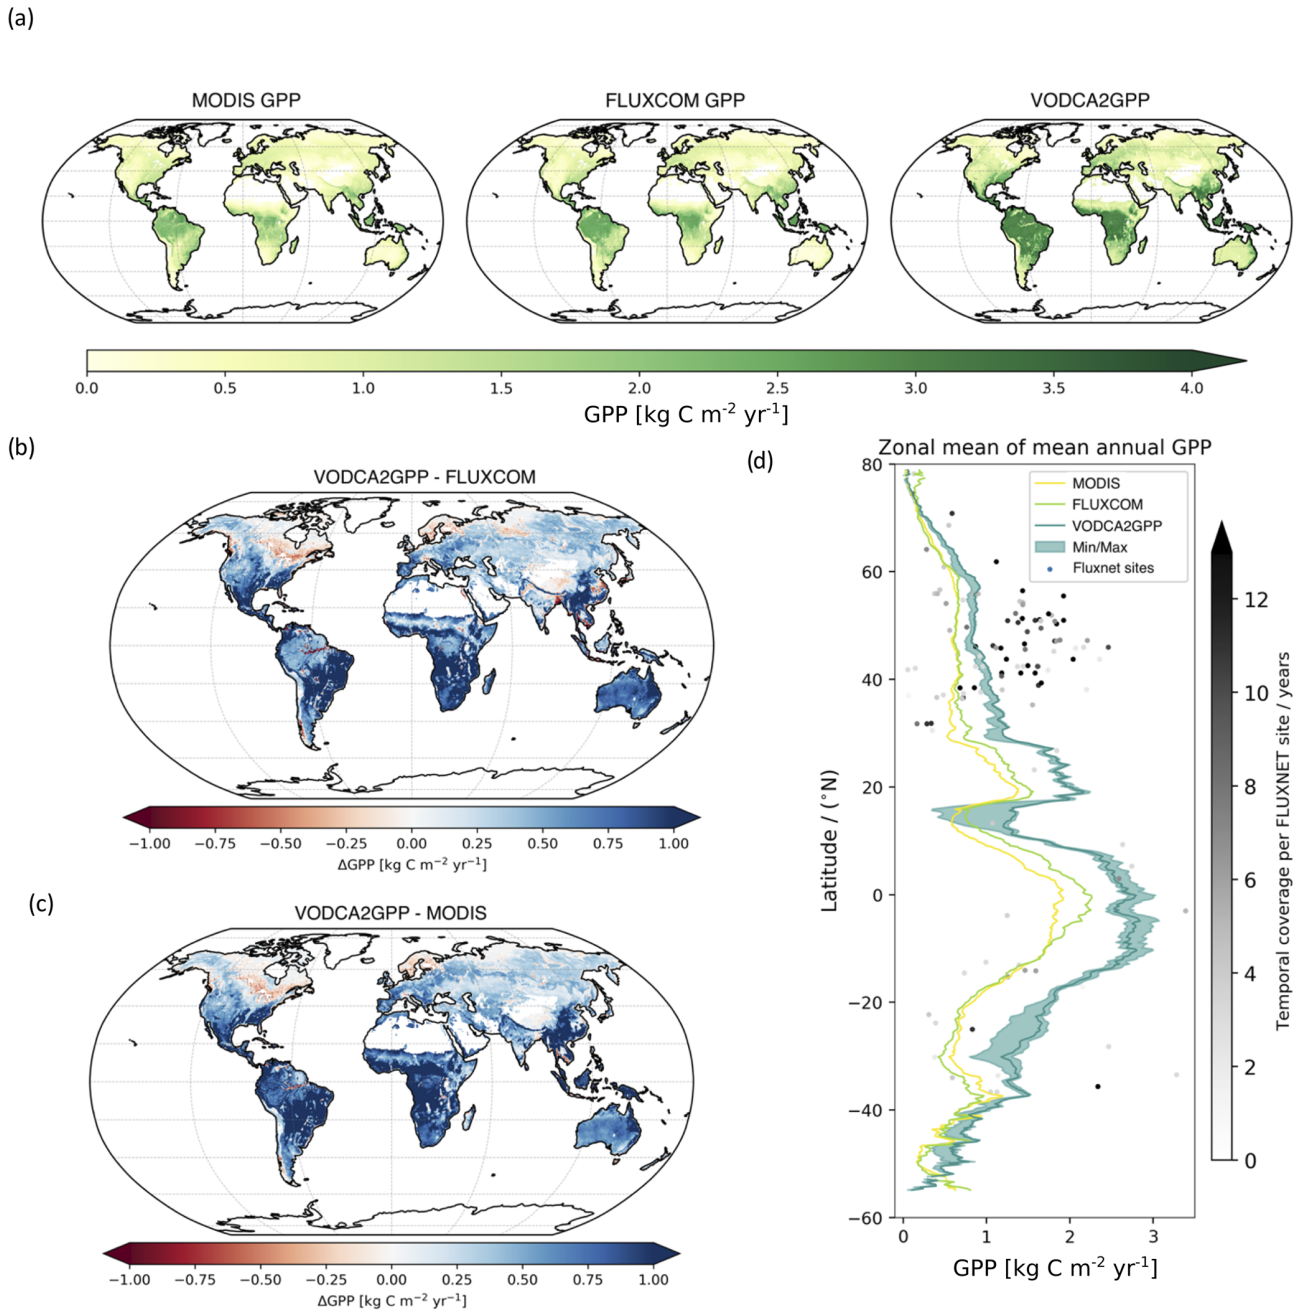 (a)
MODIS GPP
FLUXCOM GPP
VODCA2GPP
0.0 0.5 1.0 1.5 2.0 2.5 3.0 3.5 4.0
GPP [kg C m⁻² yr⁻¹]
(b)
VODCA2GPP - FLUXCOM
−1.00 −0.75 −0.50 −0.25 0.00 0.25 0.50 0.75 1.00
ΔGPP [kg C m⁻² yr⁻¹]
(c)
VODCA2GPP - MODIS
−1.00 −0.75 −0.50 −0.25 0.00 0.25 0.50 0.75 1.00
ΔGPP [kg C m⁻² yr⁻¹]
(d)
Zonal mean of mean annual GPP
MODIS
FLUXCOM
VODCA2GPP
Min/Max
Fluxnet sites
80
60
40
20
0
−20
−40
−60
Latitude / (°N)
0 1 2 3
GPP [kg C m⁻² yr⁻¹]
12
10
8
6
4
2
0
Temporal coverage per FLUXNET site / years